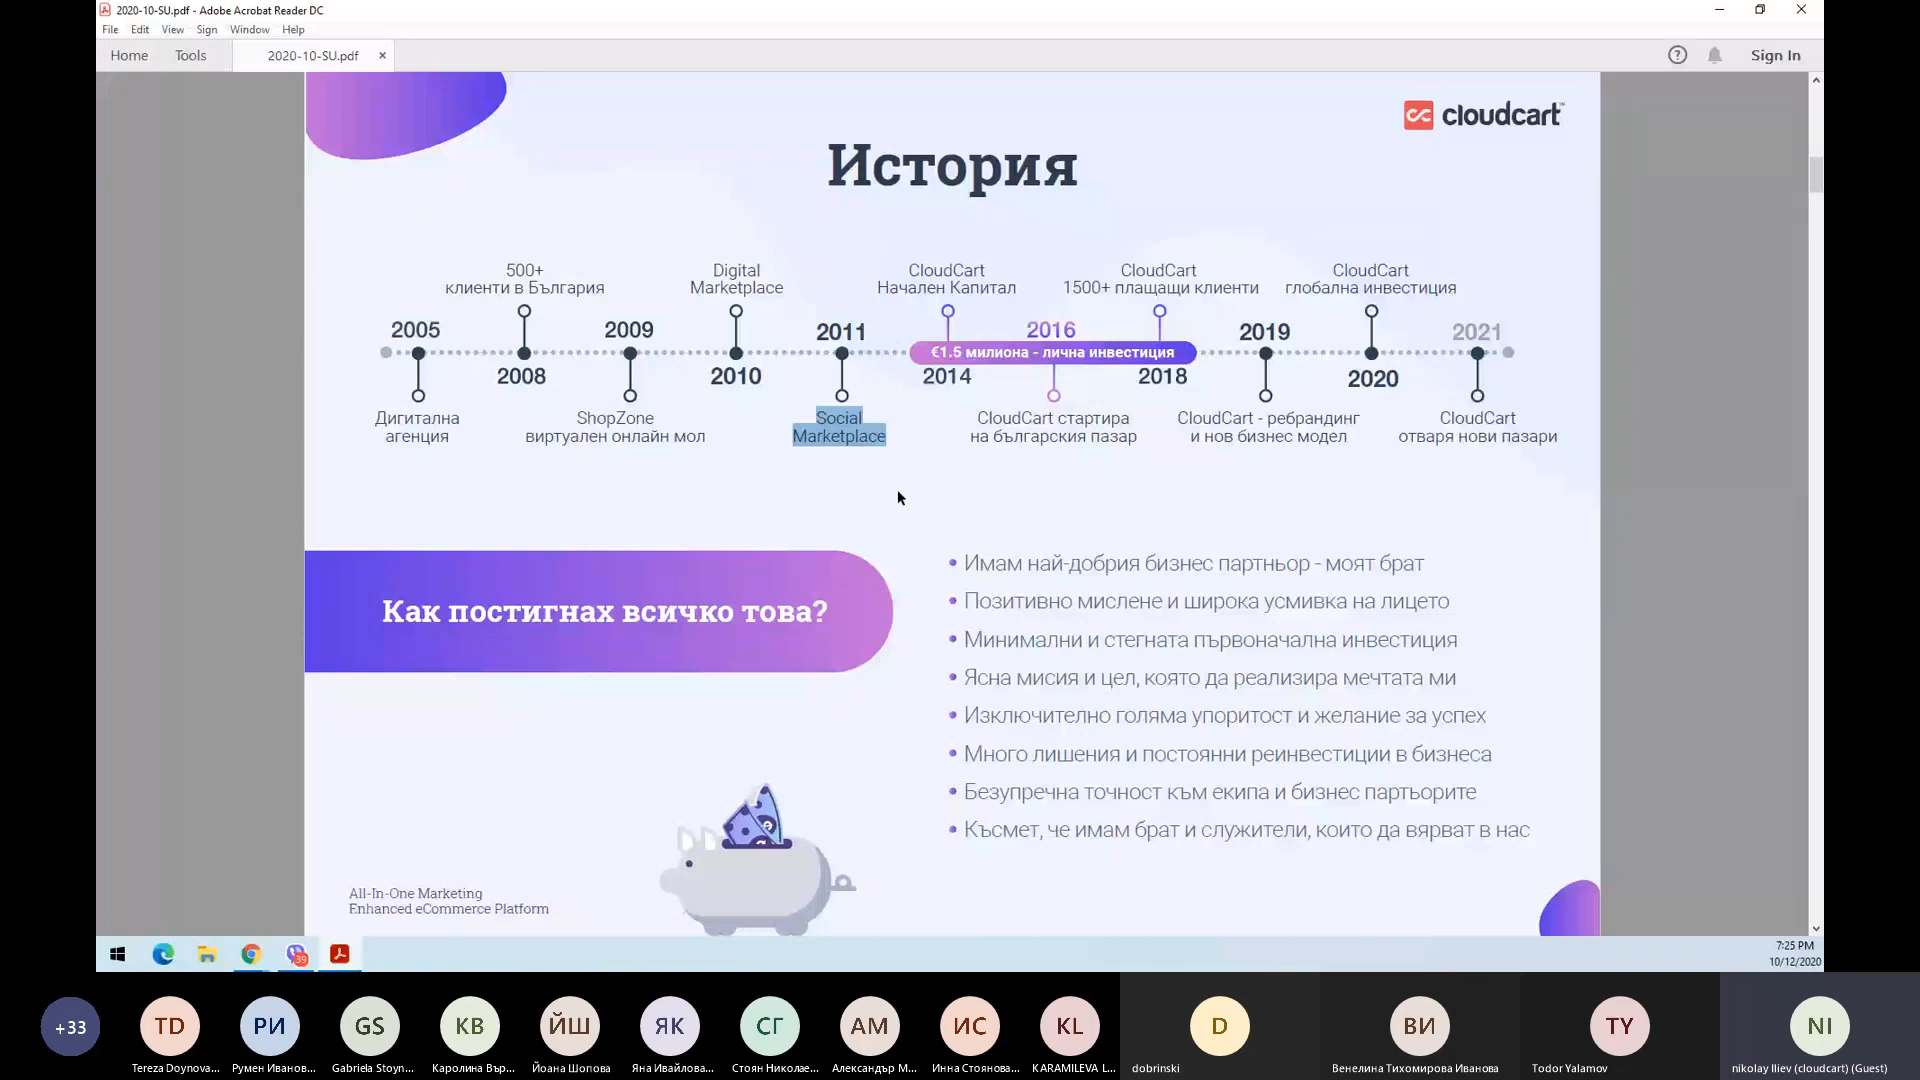 2020-10-SU.pdf - Adobe Acrobat Reader DC
File Edit View Sign Window Help
Home Tools 2020-10-SU.pdf × ? Sign In
cloudcart™
История
500+
клиенти в България
Digital
Marketplace
CloudCart
Начален Капитал
CloudCart
1500+ плащащи клиенти
CloudCart
глобална инвестиция
2005 2009 2011 2016 2019 2021
€1.5 милиона - лична инвестиция
2008 2010 2014 2018 2020
Дигитална
агенция
ShopZone
виртуален онлайн мол
Social
Marketplace
CloudCart стартира
на българския пазар
CloudCart - ребрандинг
и нов бизнес модел
CloudCart
отваря нови пазари
Как постигнах всичко това?
• Имам най-добрия бизнес партньор - моят брат
• Позитивно мислене и широка усмивка на лицето
• Минимални и стегната първоначална инвестиция
• Ясна мисия и цел, която да реализира мечтата ми
• Изключително голяма упоритост и желание за успех
• Много лишения и постоянни реинвестиции в бизнеса
• Безупречна точност към екипа и бизнес партьорите
• Късмет, че имам брат и служители, които да вярват в нас
All-In-One Marketing
Enhanced eCommerce Platform
39
7:25 PM
10/12/2020
+33 TD РИ GS КВ ЙШ ЯК СГ АМ ИС KL D ВИ TY NI
Tereza Doynova... Румен Иванов... Gabriela Stoyn... Каролина Вър... Йоана Шопова Яна Ивайлова... Стоян Николае... Александър М... Инна Стоянова... KARAMILEVA L... dobrinski Венелина Тихомирова Иванова Todor Yalamov nikolay Iliev (cloudcart) (Guest)